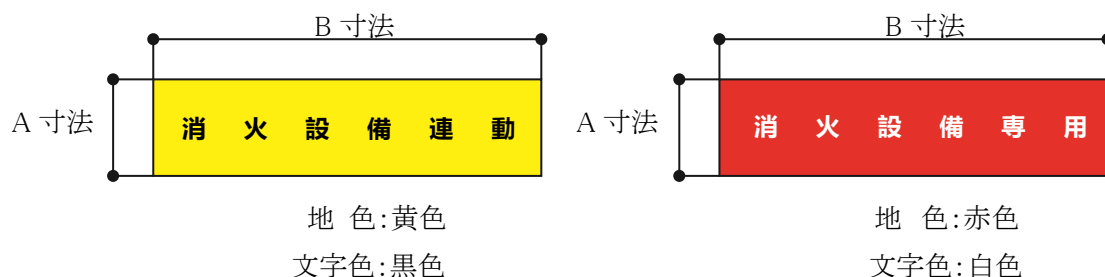 B 寸法
A 寸法
消火設備連動
地 色:黄色
文字色:黒色
B 寸法
A 寸法
消火設備専用
地 色:赤色
文字色:白色